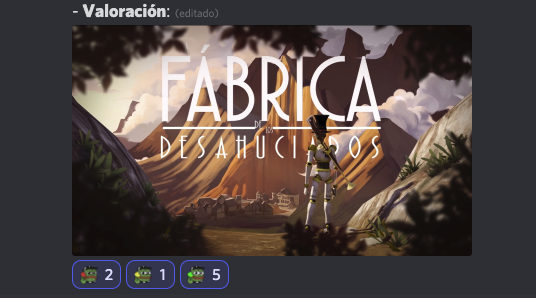 - Valoración: (editado)
FÁBRICA
DE LOS
DESAHUCIADOS
2 1 5